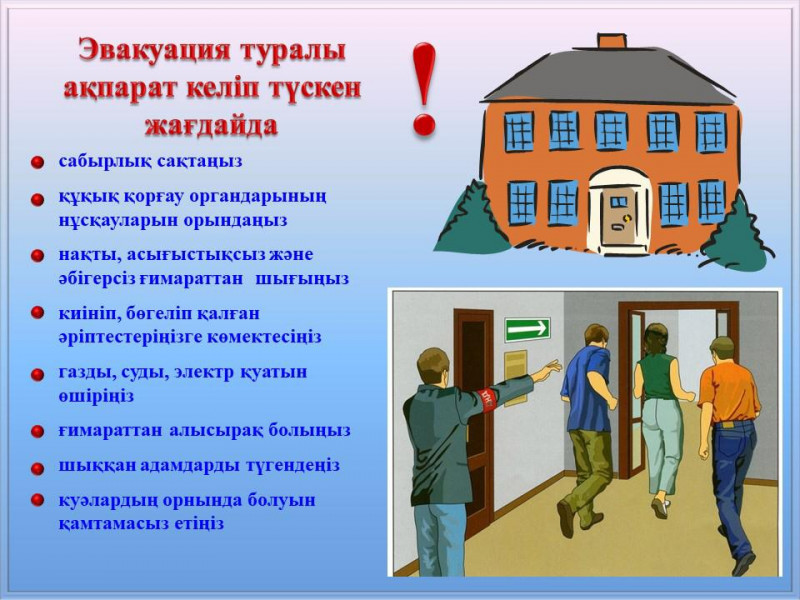 Эвакуация туралы
ақпарат келіп түскен
жағдайда
!
сабырлық сақтаңыз
құқық қорғау органдарының
нұсқауларын орындаңыз
нақты, асығыстықсыз және
әбігерсіз ғимараттан шығыңыз
киініп, бөгеліп қалған
әріптестеріңізге көмектесіңіз
газды, суды, электр қуатын
өшіріңіз
ғимараттан алысырақ болыңыз
шыққан адамдарды түгендеңіз
куәлардың орнында болуын
қамтамасыз етіңіз